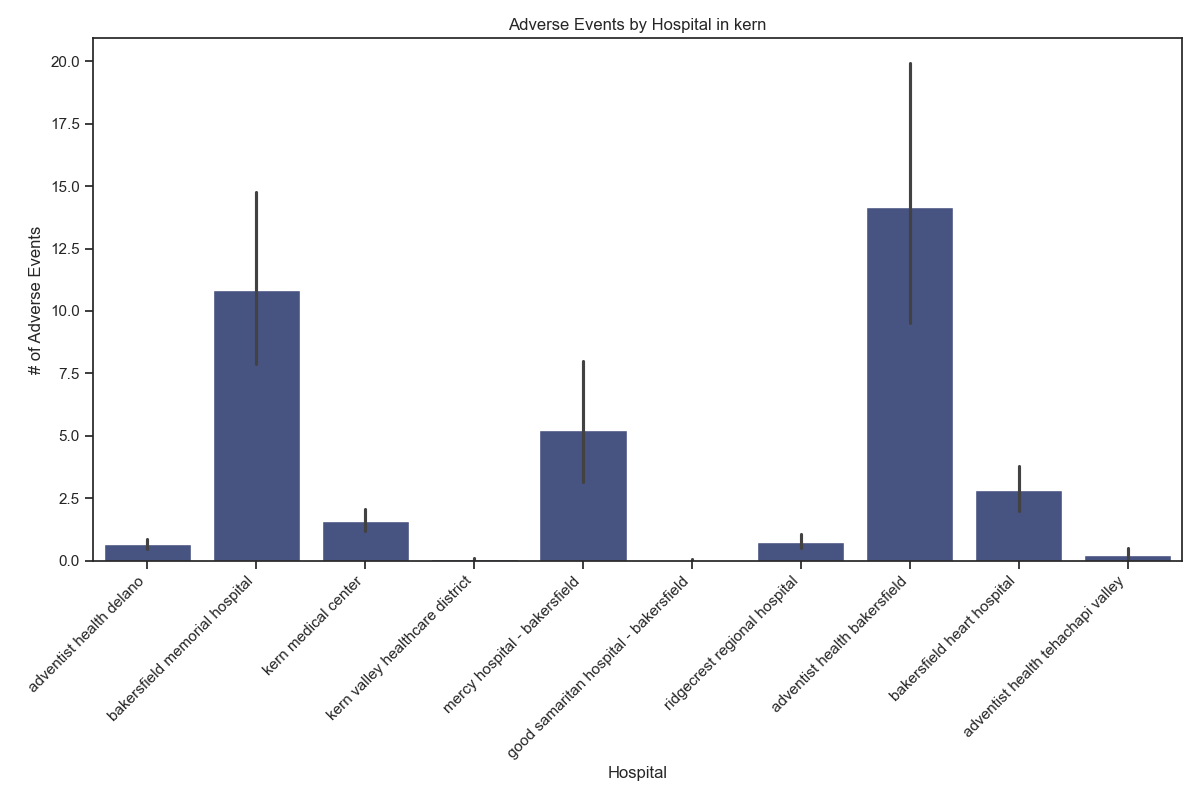 Adverse Events by Hospital in kern
# of Adverse Events
20.0
17.5
15.0
12.5
10.0
7.5
5.0
2.5
0.0
adventist health delano
bakersfield memorial hospital
kern medical center
kern valley healthcare district
mercy hospital - bakersfield
good samaritan hospital - bakersfield
ridgecrest regional hospital
adventist health bakersfield
bakersfield heart hospital
adventist health tehachapi valley
Hospital